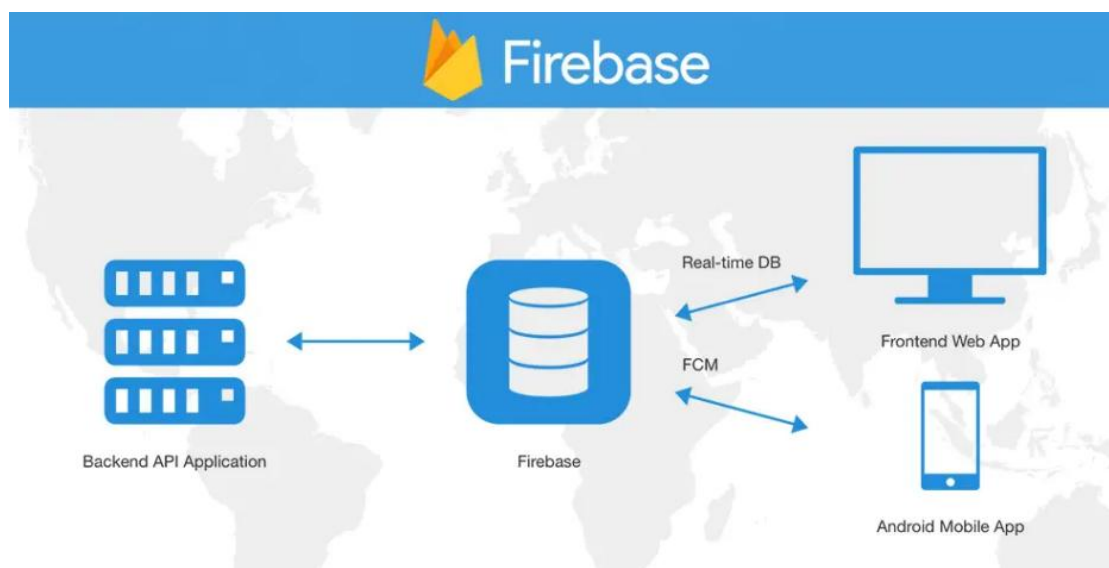 Firebase
Real-time DB
Frontend Web App
FCM
Backend API Application
Firebase
Android Mobile App